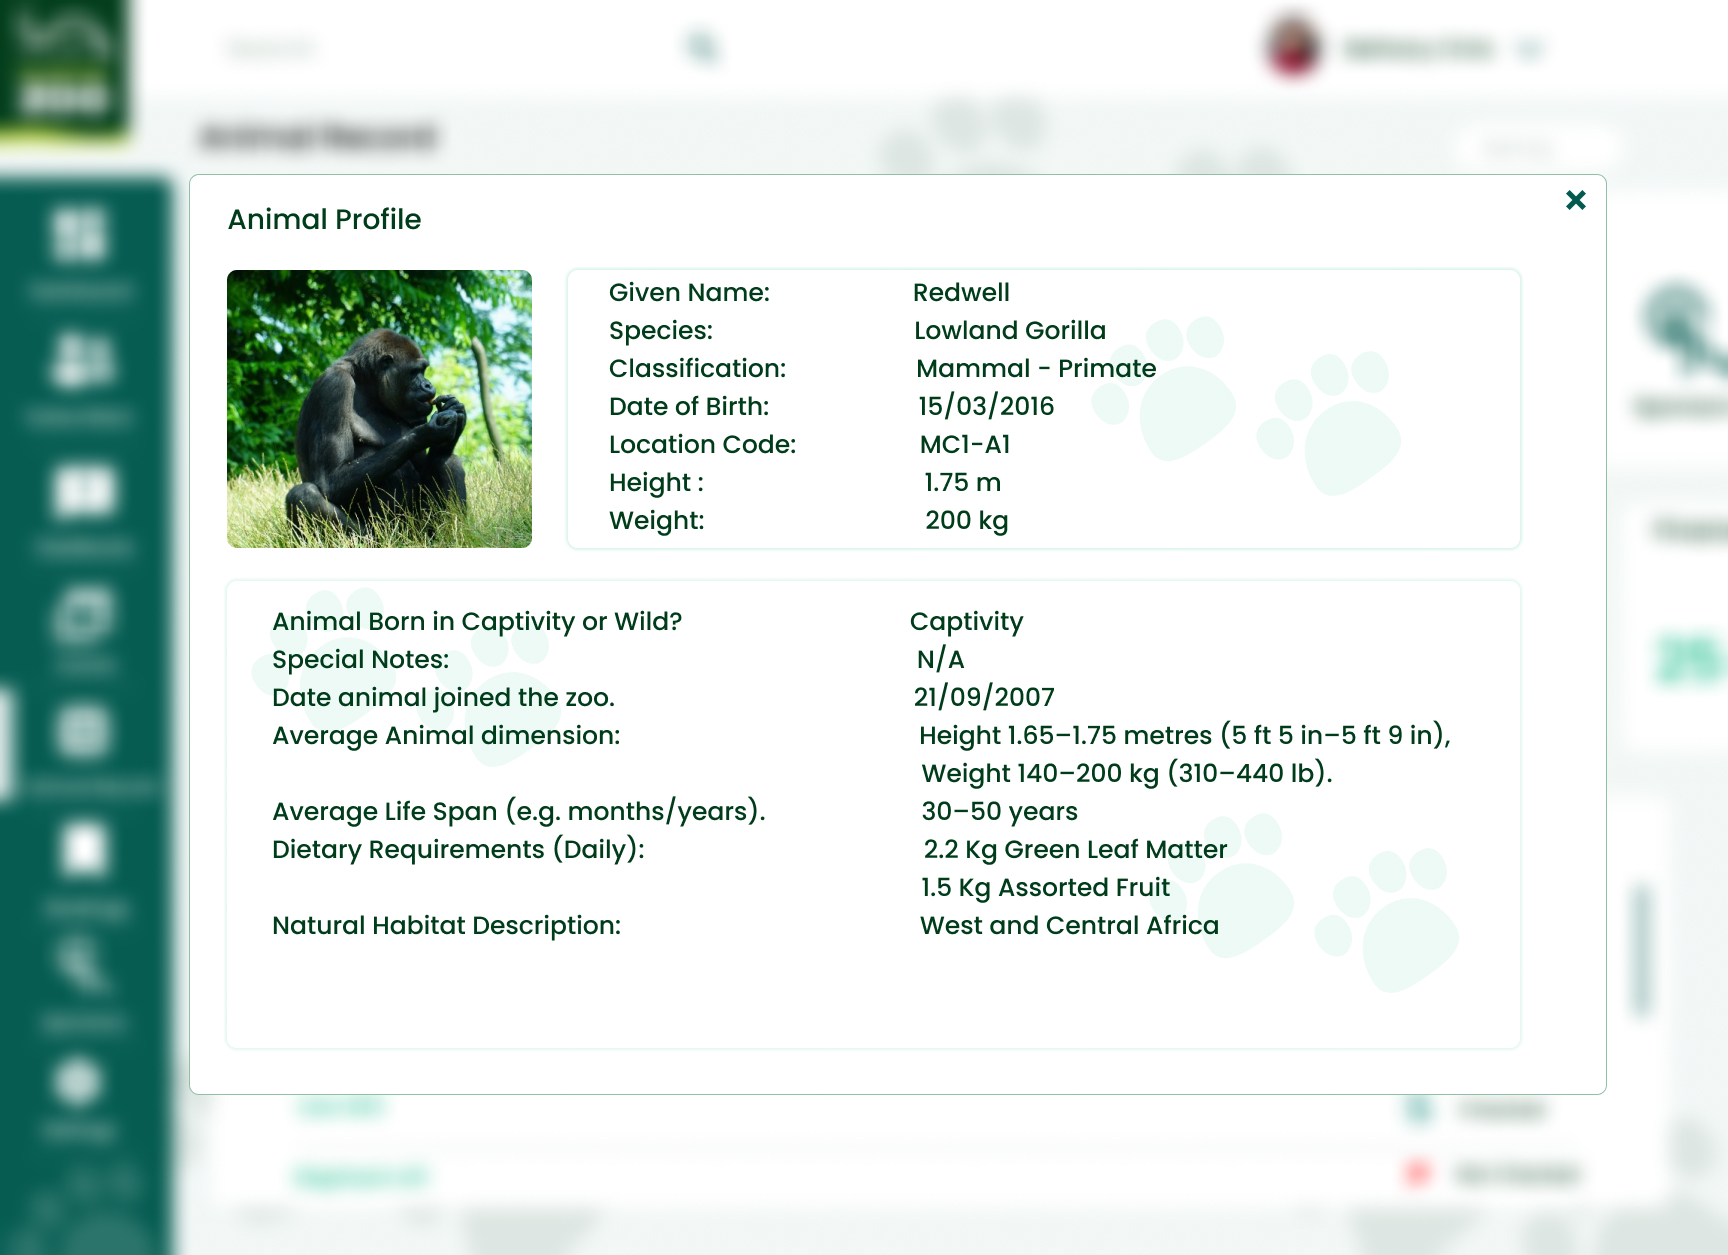 ZOO
Animal Record
Animal Profile
Given Name: Redwell
Species: Lowland Gorilla
Classification: Mammal - Primate
Date of Birth: 15/03/2016
Location Code: MC1-A1
Height : 1.75 m
Weight: 200 kg
Animal Born in Captivity or Wild? Captivity
Special Notes: N/A
Date animal joined the zoo. 21/09/2007
Average Animal dimension: Height 1.65–1.75 metres (5 ft 5 in–5 ft 9 in),
Weight 140–200 kg (310–440 lb).
Average Life Span (e.g. months/years). 30–50 years
Dietary Requirements (Daily): 2.2 Kg Green Leaf Matter
1.5 Kg Assorted Fruit
Natural Habitat Description: West and Central Africa